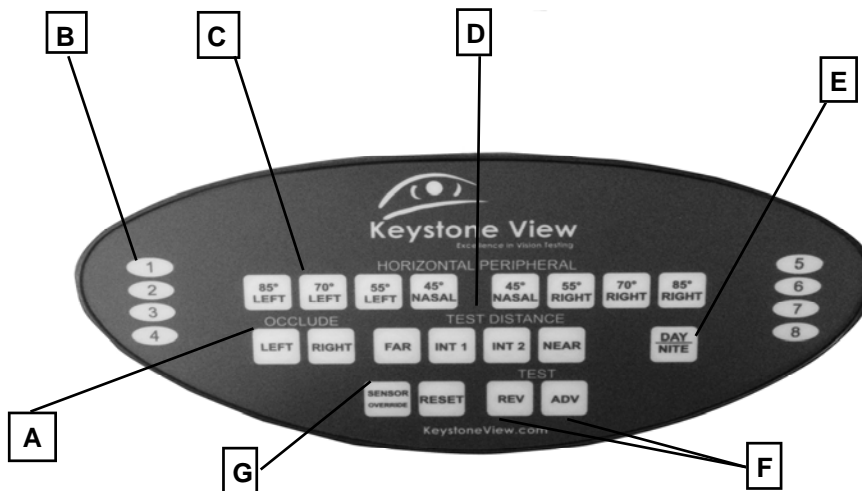 B
C
D
E
Keystone View
Excellence in Vision Testing
HORIZONTAL PERIPHERAL
1
2
3
4
85° LEFT
70° LEFT
55° LEFT
45° NASAL
45° NASAL
55° RIGHT
70° RIGHT
85° RIGHT
5
6
7
8
OCCLUDE
TEST DISTANCE
LEFT
RIGHT
FAR
INT 1
INT 2
NEAR
DAY
NITE
TEST
SENSOR
OVERRIDE
RESET
REV
ADV
KeystoneView.com
A
G
F